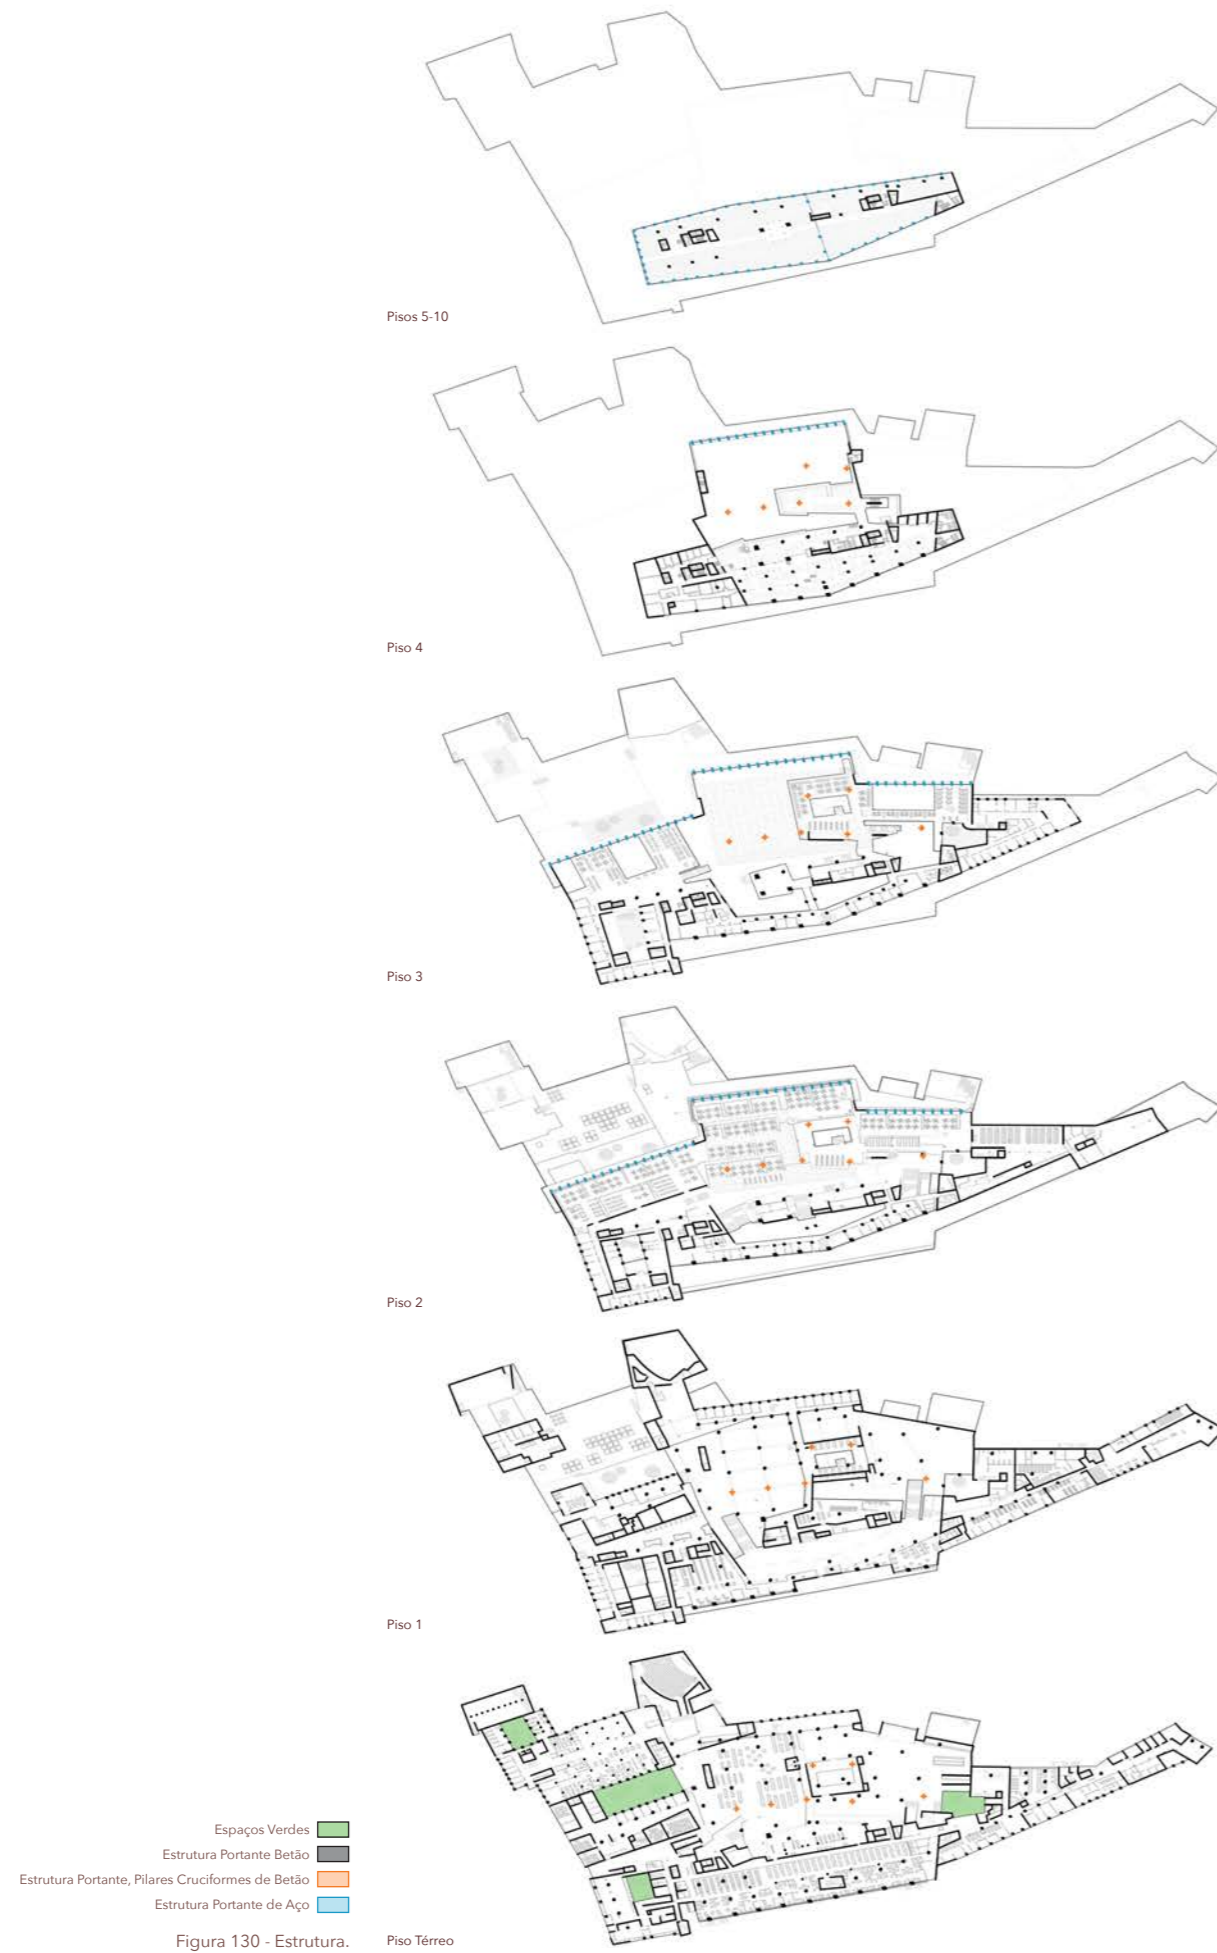 Pisos 5-10
Piso 4
Piso 3
Piso 2
Piso 1
Espaços Verdes
Estrutura Portante Betão
Estrutura Portante, Pilares Cruciformes de Betão
Estrutura Portante de Aço
Figura 130 - Estrutura.
Piso Térreo